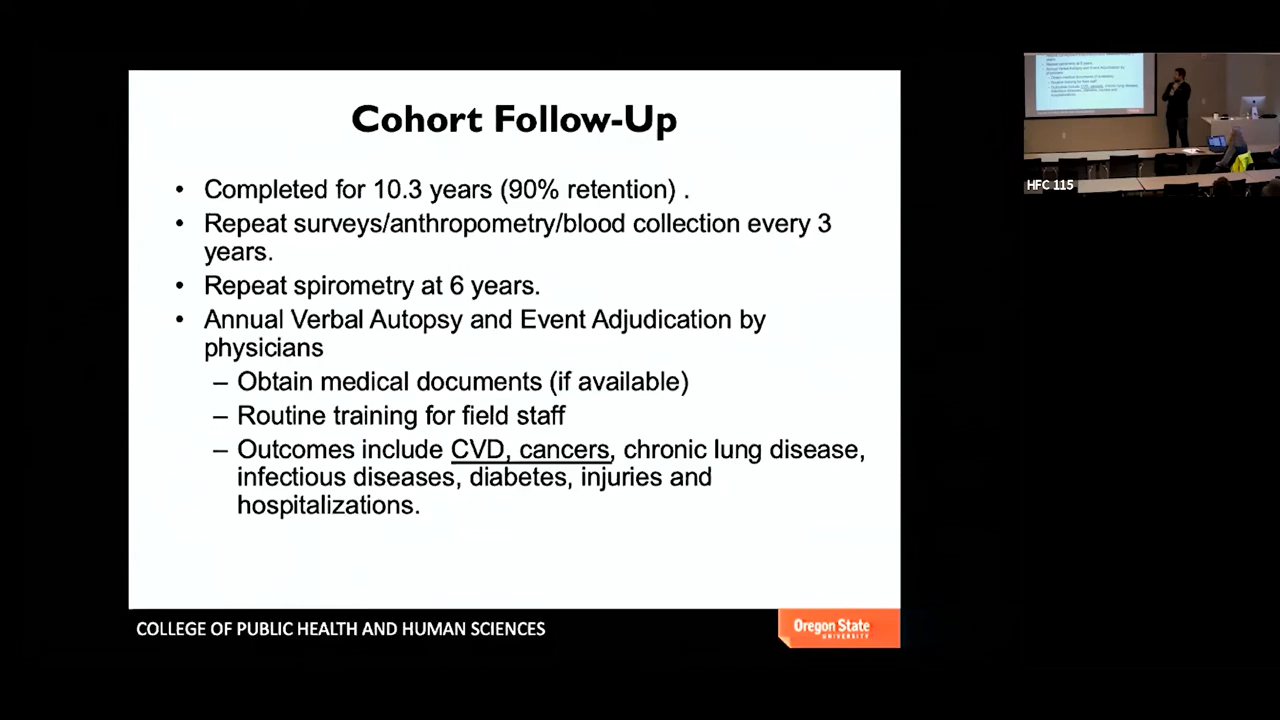 Cohort Follow-Up
• Completed for 10.3 years (90% retention) .
• Repeat surveys/anthropometry/blood collection every 3
years.
• Repeat spirometry at 6 years.
• Annual Verbal Autopsy and Event Adjudication by
physicians
– Obtain medical documents (if available)
– Routine training for field staff
– Outcomes include CVD, cancers, chronic lung disease,
infectious diseases, diabetes, injuries and
hospitalizations.
COLLEGE OF PUBLIC HEALTH AND HUMAN SCIENCES
Oregon State
UNIVERSITY
HFC 115